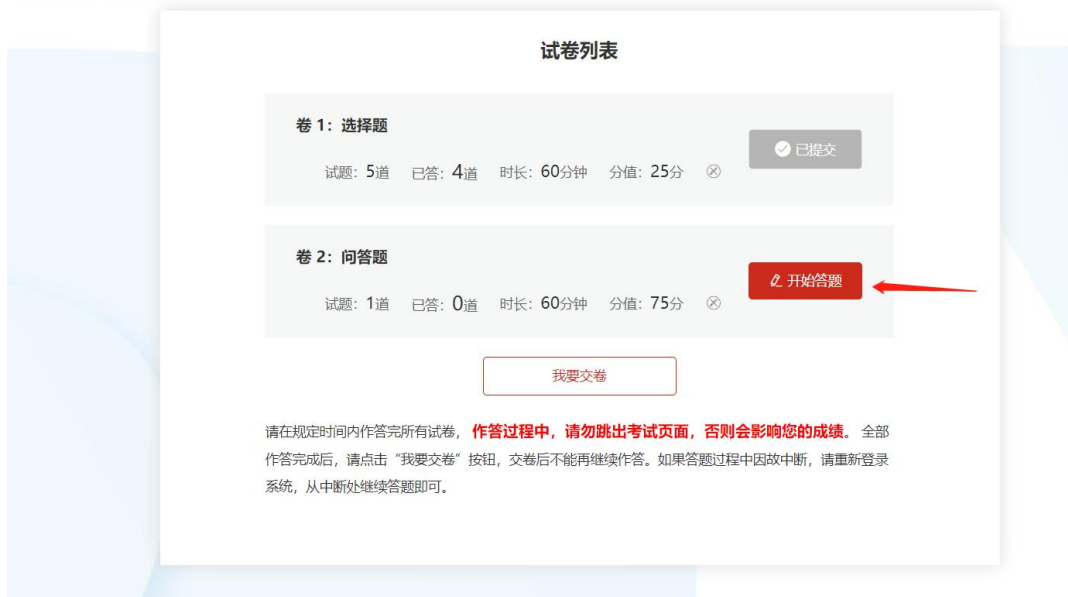 试卷列表
卷 1：选择题
已提交
试题：5道 已答：4道 时长：60分钟 分值：25分
卷 2：问答题
开始答题
试题：1道 已答：0道 时长：60分钟 分值：75分
我要交卷
请在规定时间内作答完所有试卷，作答过程中，请勿跳出考试页面，否则会影响您的成绩。全部
作答完成后，请点击“我要交卷”按钮，交卷后不能再继续作答。如果答题过程中因故中断，请重新登录
系统，从中断处继续答题即可。